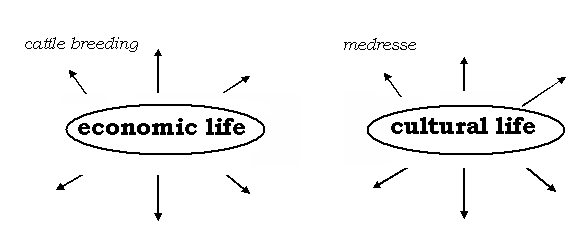 cattle breeding
medresse
economic life
cultural life